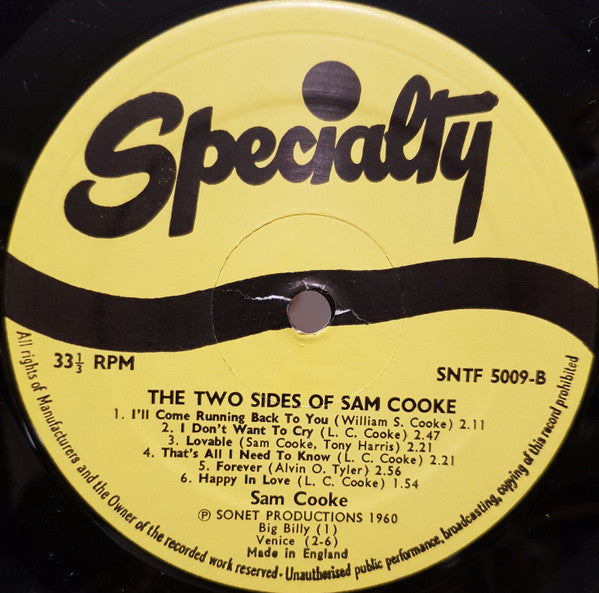 Specialty
33⅓ RPM
SNTF 5009-B
THE TWO SIDES OF SAM COOKE
1. I'll Come Running Back To You (William S. Cooke) 2.11
2. I Don't Want To Cry (L. C. Cooke) 2.47
3. Lovable (Sam Cooke, Tony Harris) 2.21
4. That's All I Need To Know (L. C. Cooke) 2.21
5. Forever (Alvin O. Tyler) 2.56
6. Happy In Love (L. C. Cooke) 1.54
Sam Cooke
℗ SONET PRODUCTIONS 1960
Big Billy (1)
Venice (2-6)
Made in England
All rights of Manufacturers and the Owner of the recorded work reserved · Unauthorised public performance, broadcasting, copying of this record prohibited